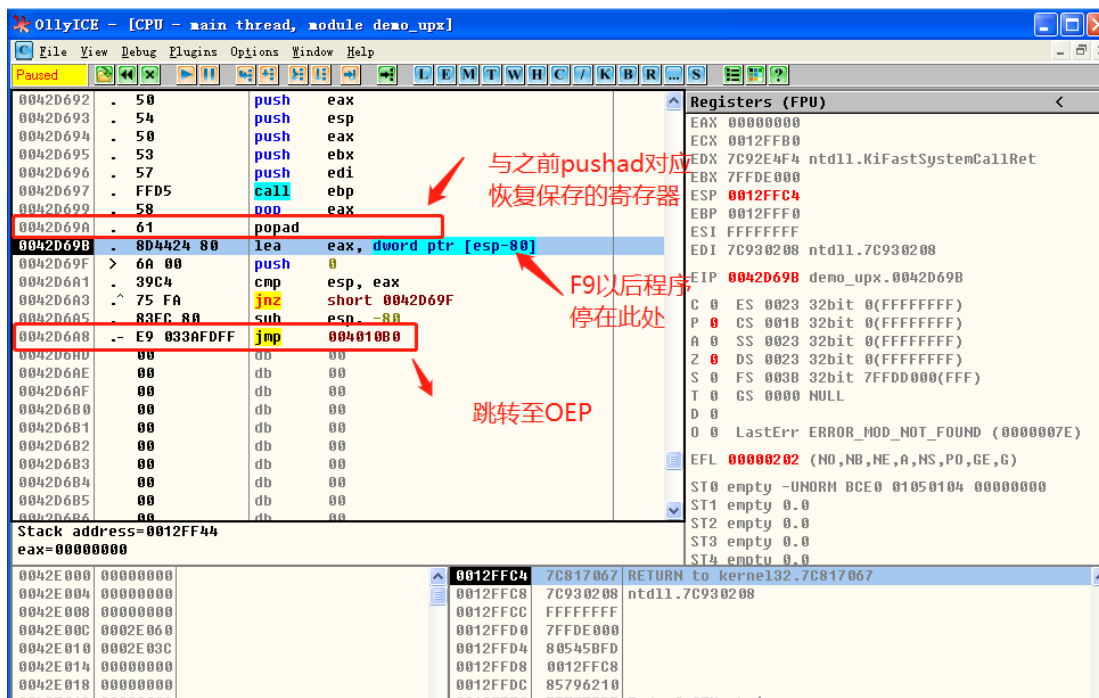 OllyICE - [CPU - main thread, module demo_upx]
C File View Debug Plugins Options Window Help
Paused L E M T W H C / K B R ... S ?
0042D692 . 50 push eax
0042D693 . 54 push esp
0042D694 . 50 push eax
0042D695 . 53 push ebx
0042D696 . 57 push edi
0042D697 . FFD5 call ebp
0042D699 . 58 pop eax
0042D69A . 61 popad
0042D69B . 8D4424 80 lea eax, dword ptr [esp-80]
0042D69F > 6A 00 push 0
0042D6A1 . 39C4 cmp esp, eax
0042D6A3 .^ 75 FA jnz short 0042D69F
0042D6A5 . 83EC 80 sub esp, -80
0042D6A8 .- E9 033AFDFF jmp 004010B0
0042D6AD 00 db 00
0042D6AE 00 db 00
0042D6AF 00 db 00
0042D6B0 00 db 00
0042D6B1 00 db 00
0042D6B2 00 db 00
0042D6B3 00 db 00
0042D6B4 00 db 00
0042D6B5 00 db 00
0042D6B6 00 db 00
与之前pushad对应
恢复保存的寄存器
F9以后程序
停在此处
跳转至OEP
Stack address=0012FF44
eax=00000000
Registers (FPU) <
EAX 00000000
ECX 0012FFB0
EDX 7C92E4F4 ntdll.KiFastSystemCallRet
EBX 7FFDE000
ESP 0012FFC4
EBP 0012FFF0
ESI FFFFFFFF
EDI 7C930208 ntdll.7C930208
EIP 0042D69B demo_upx.0042D69B
C 0 ES 0023 32bit 0(FFFFFFFF)
P 0 CS 001B 32bit 0(FFFFFFFF)
A 0 SS 0023 32bit 0(FFFFFFFF)
Z 0 DS 0023 32bit 0(FFFFFFFF)
S 0 FS 003B 32bit 7FFDD000(FFF)
T 0 GS 0000 NULL
D 0
O 0 LastErr ERROR_MOD_NOT_FOUND (0000007E)
EFL 00000202 (NO,NB,NE,A,NS,PO,GE,G)
ST0 empty -UNORM BCE0 01050104 00000000
ST1 empty 0.0
ST2 empty 0.0
ST3 empty 0.0
ST4 empty 0.0
0042E000 00000000
0042E004 00000000
0042E008 00000000
0042E00C 0002E060
0042E010 0002E03C
0042E014 00000000
0042E018 00000000
0012FFC4 7C817067 RETURN to kernel32.7C817067
0012FFC8 7C930208 ntdll.7C930208
0012FFCC FFFFFFFF
0012FFD0 7FFDE000
0012FFD4 80545BFD
0012FFD8 0012FFC8
0012FFDC 85796210